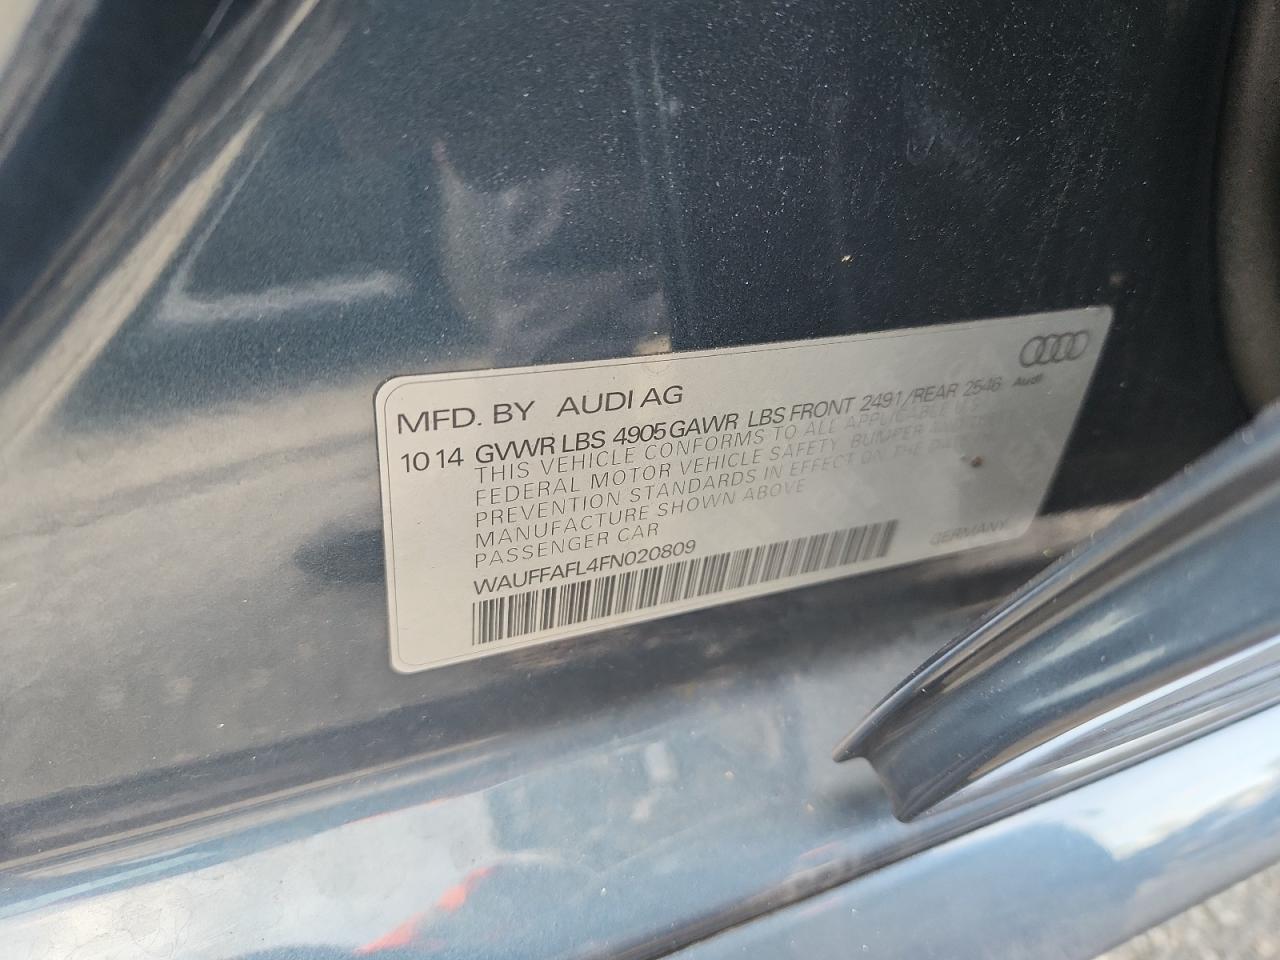 MFD. BY AUDI AG
Audi
10 14 GVWR LBS 4905 GAWR LBS FRONT 2491/REAR 2546
THIS VEHICLE CONFORMS TO ALL APPLICABLE
FEDERAL MOTOR VEHICLE SAFETY, BUMPER AND
PREVENTION STANDARDS IN EFFECT ON THE
MANUFACTURE SHOWN ABOVE
PASSENGER CAR
WAUFFAFL4FN020809
GERMANY